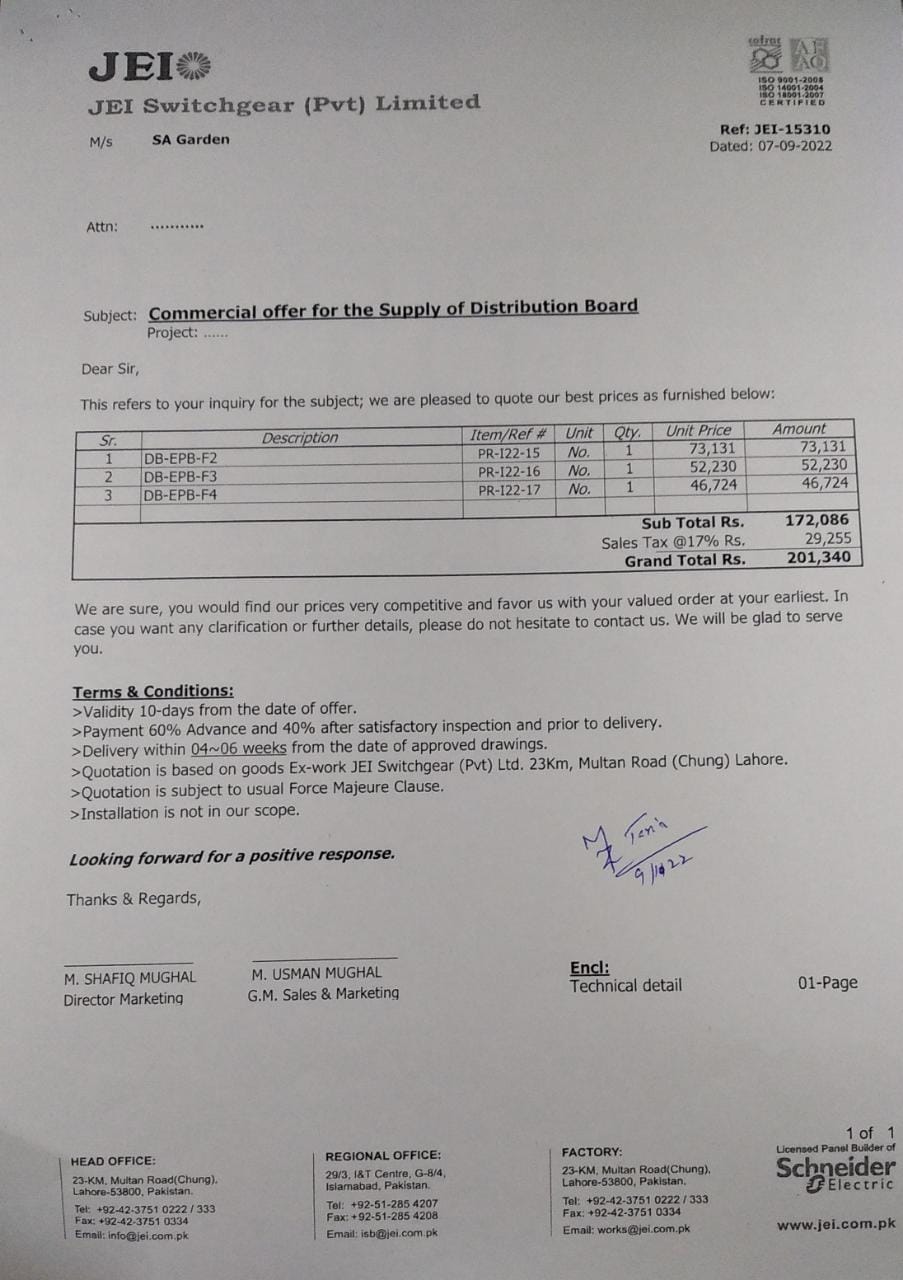 JEI
JEI Switchgear (Pvt) Limited
cofrac AFAQ
ISO 9001-2008
ISO 14001-2004
ISO 18001-2007
CERTIFIED
M/s SA Garden
Ref: JEI-15310
Dated: 07-09-2022
Attn: ...........
Subject: Commercial offer for the Supply of Distribution Board
Project: ......
Dear Sir,
This refers to your inquiry for the subject; we are pleased to quote our best prices as furnished below:
Sr. Description Item/Ref # Unit Qty. Unit Price Amount
1 DB-EPB-F2 PR-I22-15 No. 1 73,131 73,131
2 DB-EPB-F3 PR-I22-16 No. 1 52,230 52,230
3 DB-EPB-F4 PR-I22-17 No. 1 46,724 46,724
Sub Total Rs. 172,086
Sales Tax @17% Rs. 29,255
Grand Total Rs. 201,340
We are sure, you would find our prices very competitive and favor us with your valued order at your earliest. In
case you want any clarification or further details, please do not hesitate to contact us. We will be glad to serve
you.
Terms & Conditions:
>Validity 10-days from the date of offer.
>Payment 60% Advance and 40% after satisfactory inspection and prior to delivery.
>Delivery within 04~06 weeks from the date of approved drawings.
>Quotation is based on goods Ex-work JEI Switchgear (Pvt) Ltd. 23Km, Multan Road (Chung) Lahore.
>Quotation is subject to usual Force Majeure Clause.
>Installation is not in our scope.
Looking forward for a positive response.
Thanks & Regards,
M. SHAFIQ MUGHAL
Director Marketing
M. USMAN MUGHAL
G.M. Sales & Marketing
Encl:
Technical detail 01-Page
1 of 1
HEAD OFFICE:
23-KM, Multan Road(Chung),
Lahore-53800, Pakistan.
Tel: +92-42-3751 0222 / 333
Fax: +92-42-3751 0334
Email: info@jei.com.pk
REGIONAL OFFICE:
29/3, I&T Centre, G-8/4,
Islamabad, Pakistan.
Tel: +92-51-285 4207
Fax: +92-51-285 4208
Email: isb@jei.com.pk
FACTORY:
23-KM, Multan Road(Chung),
Lahore-53800, Pakistan.
Tel: +92-42-3751 0222 / 333
Fax: +92-42-3751 0334
Email: works@jei.com.pk
Licensed Panel Builder of
Schneider
Electric
www.jei.com.pk